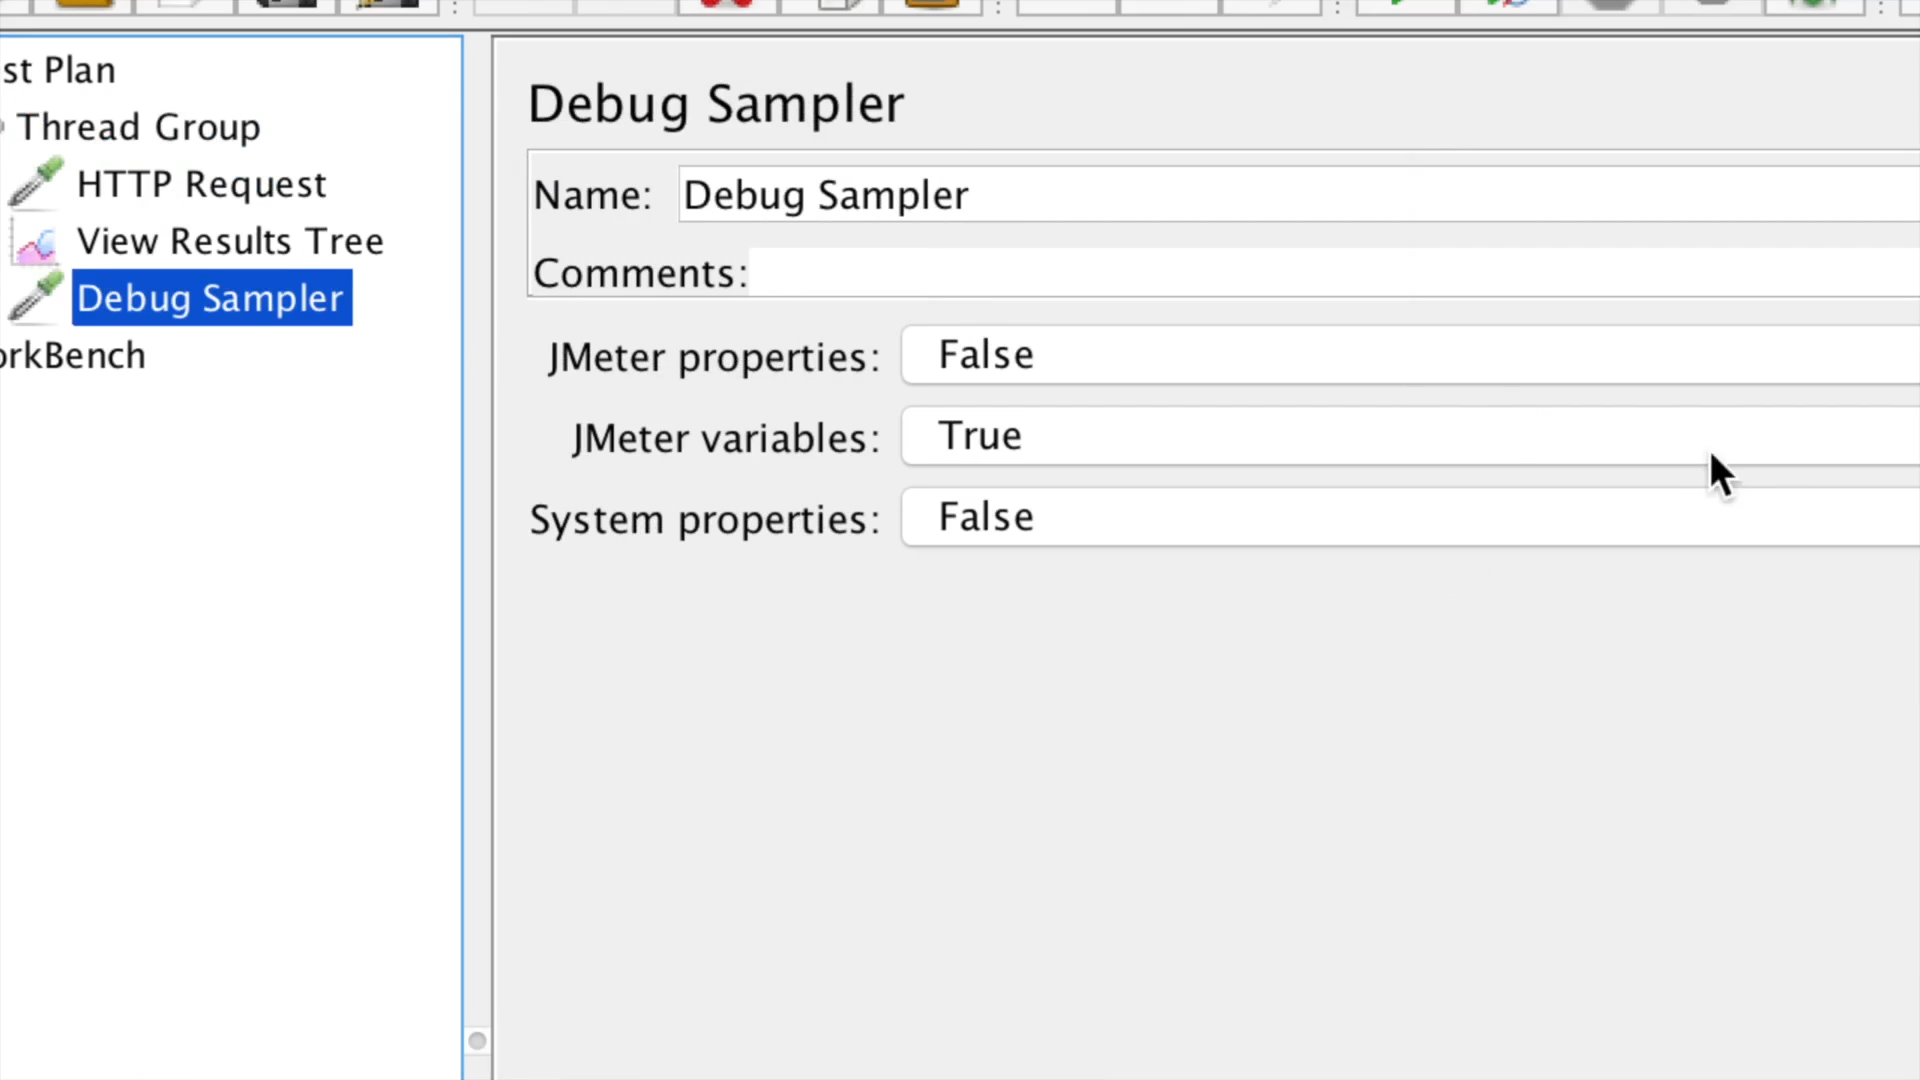 st Plan
Thread Group
HTTP Request
View Results Tree
Debug Sampler
orkBench
Debug Sampler
Name: Debug Sampler
Comments:
JMeter properties: False
JMeter variables: True
System properties: False